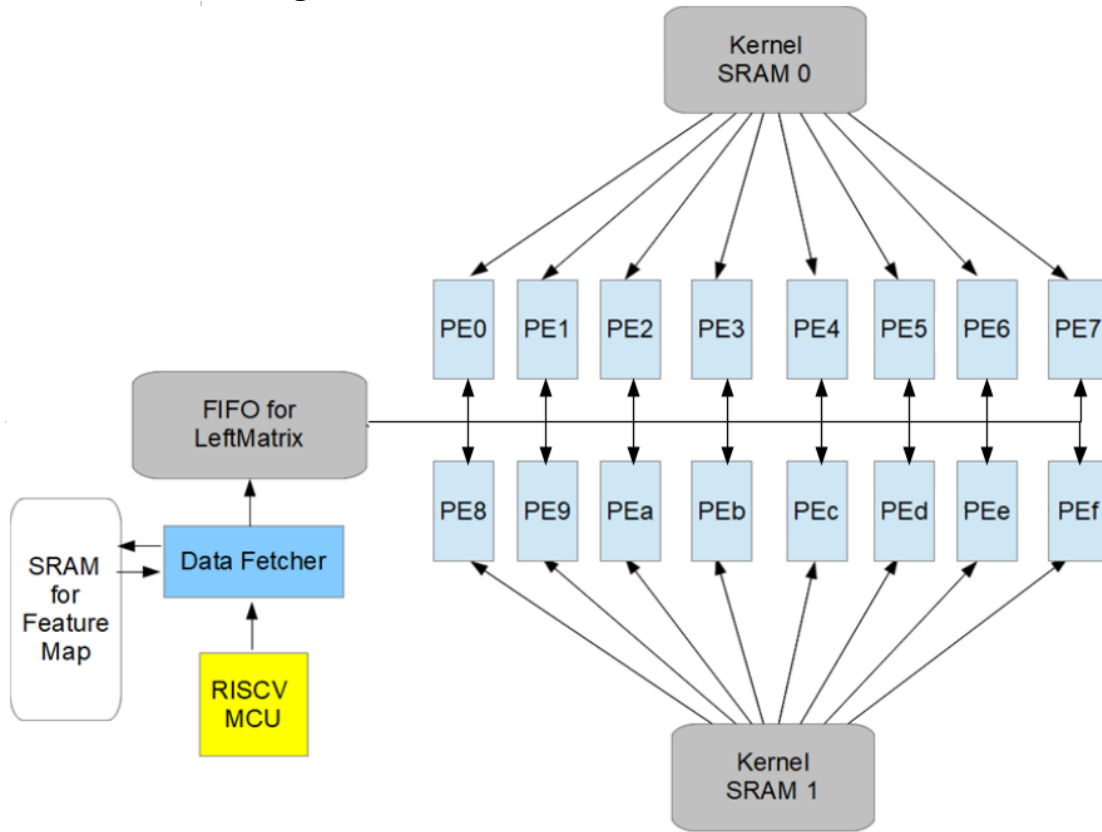 Kernel
SRAM 0
PE0 PE1 PE2 PE3 PE4 PE5 PE6 PE7
FIFO for
LeftMatrix
PE8 PE9 PEa PEb PEc PEd PEe PEf
Data Fetcher
SRAM
for
Feature
Map
RISCV
MCU
Kernel
SRAM 1